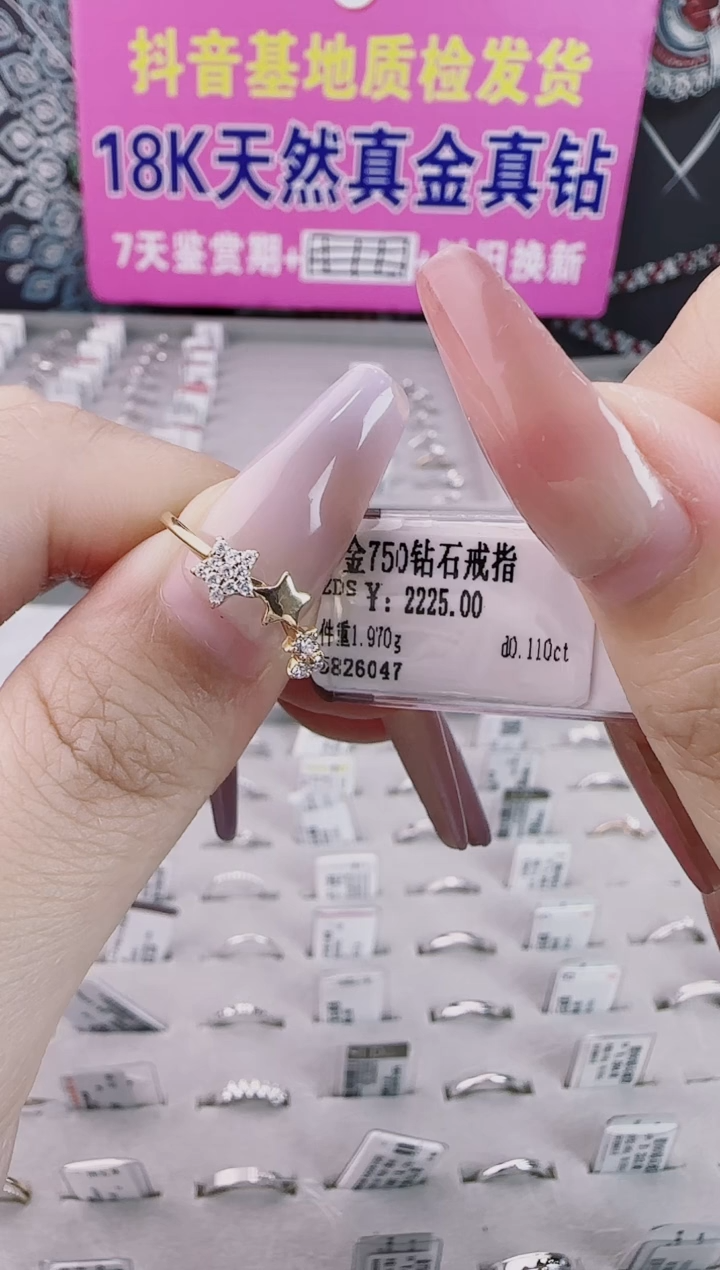 抖音基地质检发货
18K天然真金真钻
7天鉴赏期+
换新
金750钻石戒指
ZDS ¥: 2225.00
件重1.970g d0.110ct
5826047